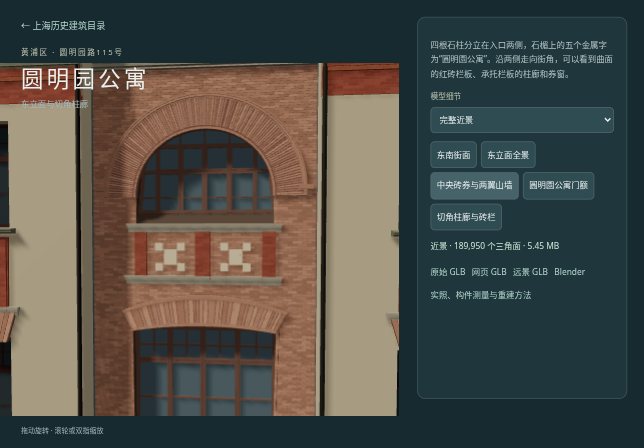 ← 上海历史建筑目录
黄浦区 · 圆明园路115号
圆明园公寓
东立面与切角柱廊
四根石柱分立在入口两侧，石楣上的五个金属字
为“圆明园公寓”。沿两侧走向街角，可以看到曲面
的红砖栏板、承托栏板的柱廊和券窗。
模型细节
完整近景
东南街面
东立面全景
中央砖券与两翼山墙
圆明园公寓门额
切角柱廊与砖栏
近景 · 189,950 个三角面 · 5.45 MB
原始 GLB 网页 GLB 远景 GLB Blender
实照、构件测量与重建方法
拖动旋转 · 滚轮或双指缩放